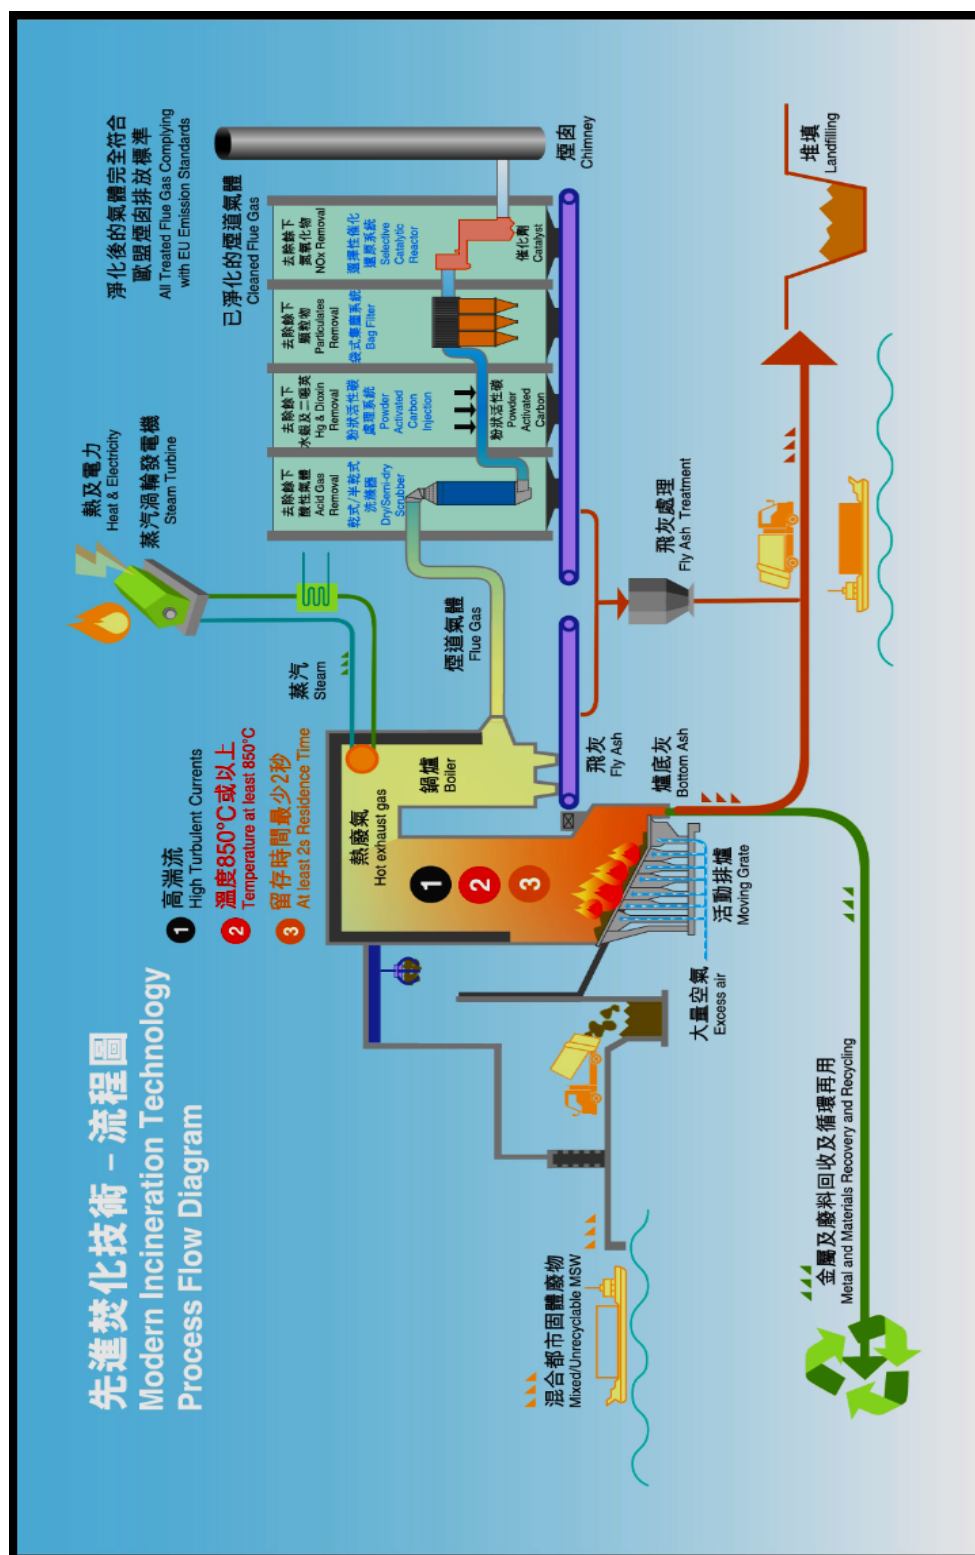 先進焚化技術 – 流程圖
Modern Incineration Technology
Process Flow Diagram
1 高湍流
High Turbulent Currents
2 溫度850°C或以上
Temperature at least 850°C
3 留存時間最少2秒
At least 2s Residence Time
熱及電力
Heat & Electricity
蒸汽渦輪發電機
Steam Turbine
淨化後的氣體完全符合
歐盟煙囪排放標準
All Treated Flue Gas Complying
with EU Emission Standards
已淨化的煙道氣體
Cleaned Flue Gas
蒸汽
Steam
去除餘下
酸性氣體
Acid Gas
Removal
乾式/半乾式
洗滌器
Dry/Semi-dry
Scrubber
去除餘下
水銀及二噁英
Hg & Dioxin
Removal
粉狀活性碳
處理系統
Powder
Activated
Carbon
Injection
粉狀活性碳
Powder
Activated
Carbon
去除餘下
顆粒物
Particulates
Removal
袋式集塵系統
Bag Filter
去除餘下
氮氧化物
NOx Removal
選擇性催化
還原系統
Selective
Catalytic
Reactor
催化劑
Catalyst
煙囪
Chimney
熱廢氣
Hot exhaust gas
鍋爐
Boiler
1
2
3
煙道氣體
Flue Gas
飛灰
Fly Ash
爐底灰
Bottom Ash
飛灰處理
Fly Ash Treatment
活動排爐
Moving Grate
大量空氣
Excess air
混合都市固體廢物
Mixed/Unrecyclable MSW
金屬及廢料回收及循環再用
Metal and Materials Recovery and Recycling
堆填
Landfilling